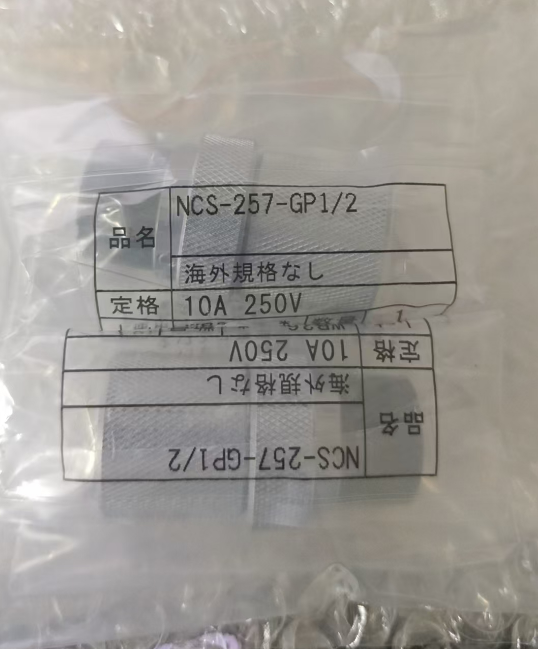 品名
NCS-257-GP1/2
海外規格なし
定格
10A 250V
定格
10A 250V
海外規格なし
品名
NCS-257-GP1/2